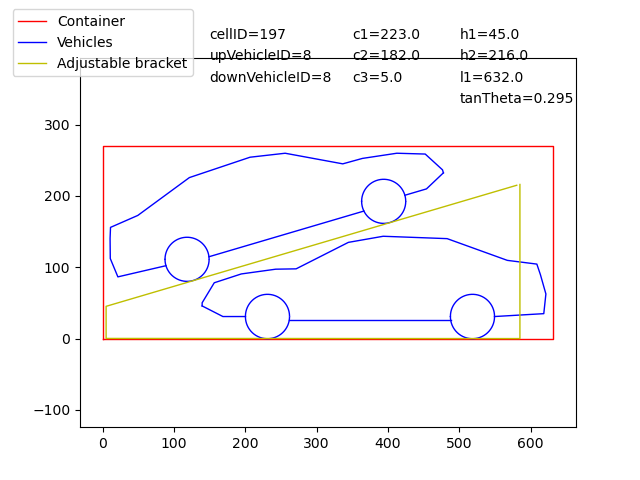 Container
Vehicles
Adjustable bracket
cellID=197
upVehicleID=8
downVehicleID=8
c1=223.0
c2=182.0
c3=5.0
h1=45.0
h2=216.0
l1=632.0
tanTheta=0.295
300
200
100
0
−100
0 100 200 300 400 500 600